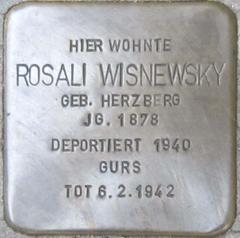 HIER WOHNTE
ROSALI WISNEWSKY
GEB. HERZBERG
JG. 1878
DEPORTIERT 1940
GURS
TOT 6.2.1942